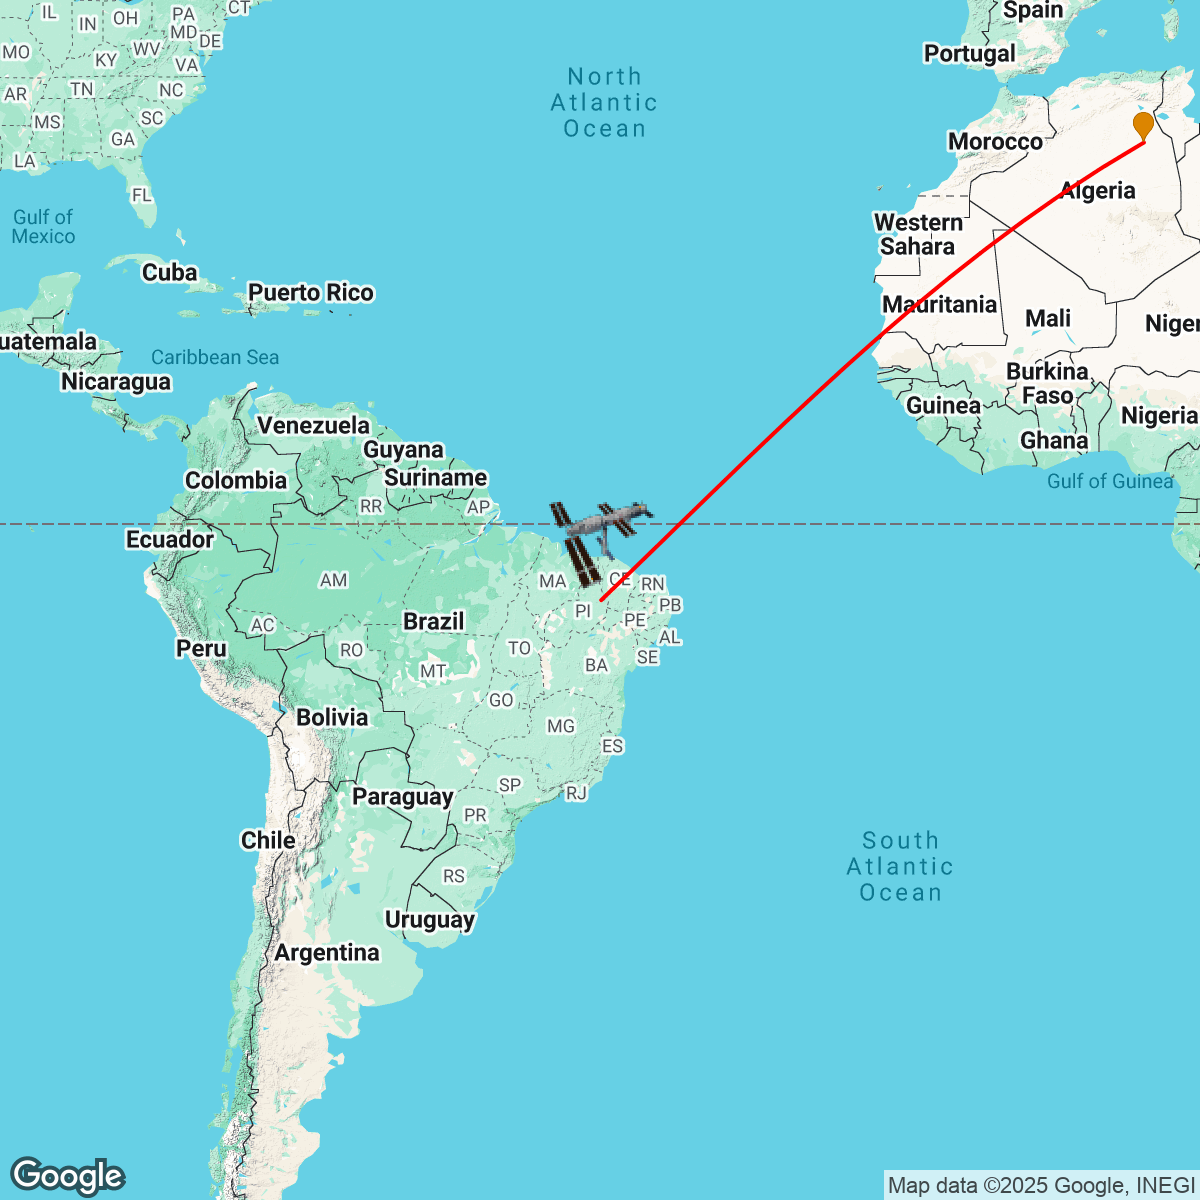 IL
IN
OH
PA
CT
MD
DE
MO
KY
WV
VA
Spain
Portugal
North
Atlantic
Ocean
AR
TN
NC
MS
SC
GA
LA
FL
Morocco
Algeria
Gulf of
Mexico
Western
Sahara
Cuba
Puerto Rico
Mauritania
Mali
Niger
uatemala
Caribbean Sea
Nicaragua
Burkina
Faso
Guinea
Nigeria
Ghana
Gulf of Guinea
Venezuela
Guyana
Suriname
Colombia
RR
AP
Ecuador
AM
MA
CE
RN
PI
PB
PE
AC
Brazil
AL
Peru
RO
TO
SE
MT
BA
GO
Bolivia
MG
ES
SP
RJ
Paraguay
PR
Chile
South
Atlantic
Ocean
RS
Uruguay
Argentina
Google
Map data ©2025 Google, INEGI